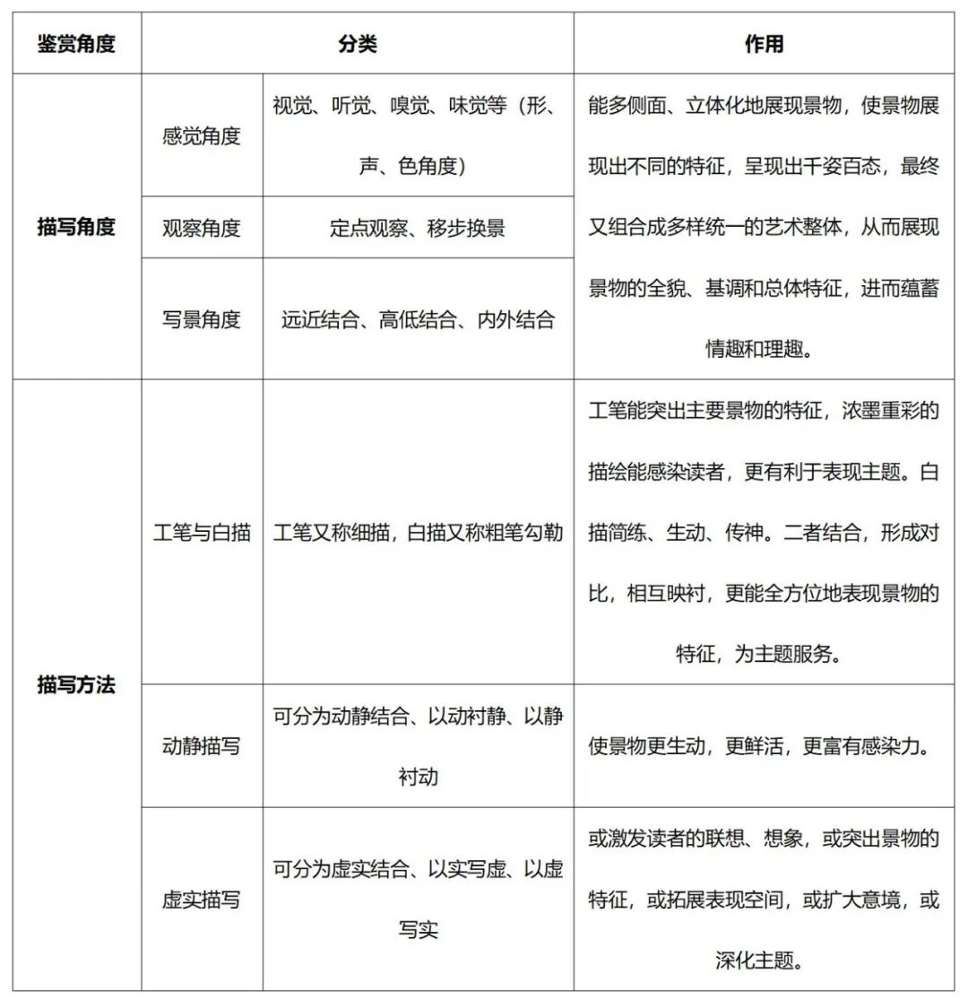 鉴赏角度 分类 作用
描写角度
感觉角度
视觉、听觉、嗅觉、味觉等（形、
声、色角度）
观察角度
定点观察、移步换景
写景角度
远近结合、高低结合、内外结合
能多侧面、立体化地展现景物，使景物展
现出不同的特征，呈现出千姿百态，最终
又组合成多样统一的艺术整体，从而展现
景物的全貌、基调和总体特征，进而蕴蓄
情趣和理趣。
描写方法
工笔与白描
工笔又称细描，白描又称粗笔勾勒
工笔能突出主要景物的特征，浓墨重彩的
描绘能感染读者，更有利于表现主题。白
描简练、生动、传神。二者结合，形成对
比，相互映衬，更能全方位地表现景物的
特征，为主题服务。
动静描写
可分为动静结合、以动衬静、以静
衬动
使景物更生动，更鲜活，更富有感染力。
虚实描写
可分为虚实结合、以实写虚、以虚
写实
或激发读者的联想、想象，或突出景物的
特征，或拓展表现空间，或扩大意境，或
深化主题。